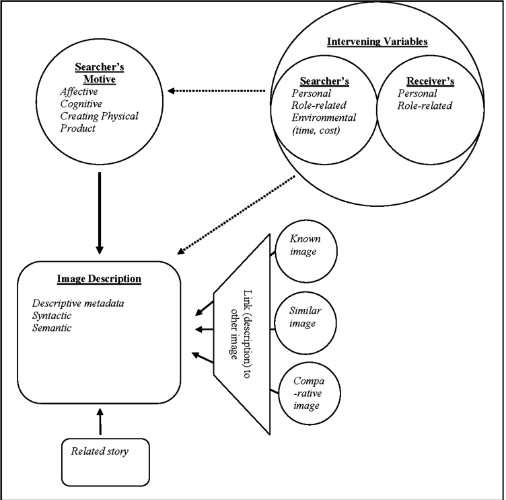 Intervening Variables
Searcher's
Motive
Affective
Cognitive
Creating Physical
Product
Searcher's
Personal
Role-related
Environmental
(time, cost)
Receiver's
Personal
Role-related
Image Description
Descriptive metadata
Syntactic
Semantic
Link (description) to
other image
Known
image
Similar
image
Compa
-rative
image
Related story